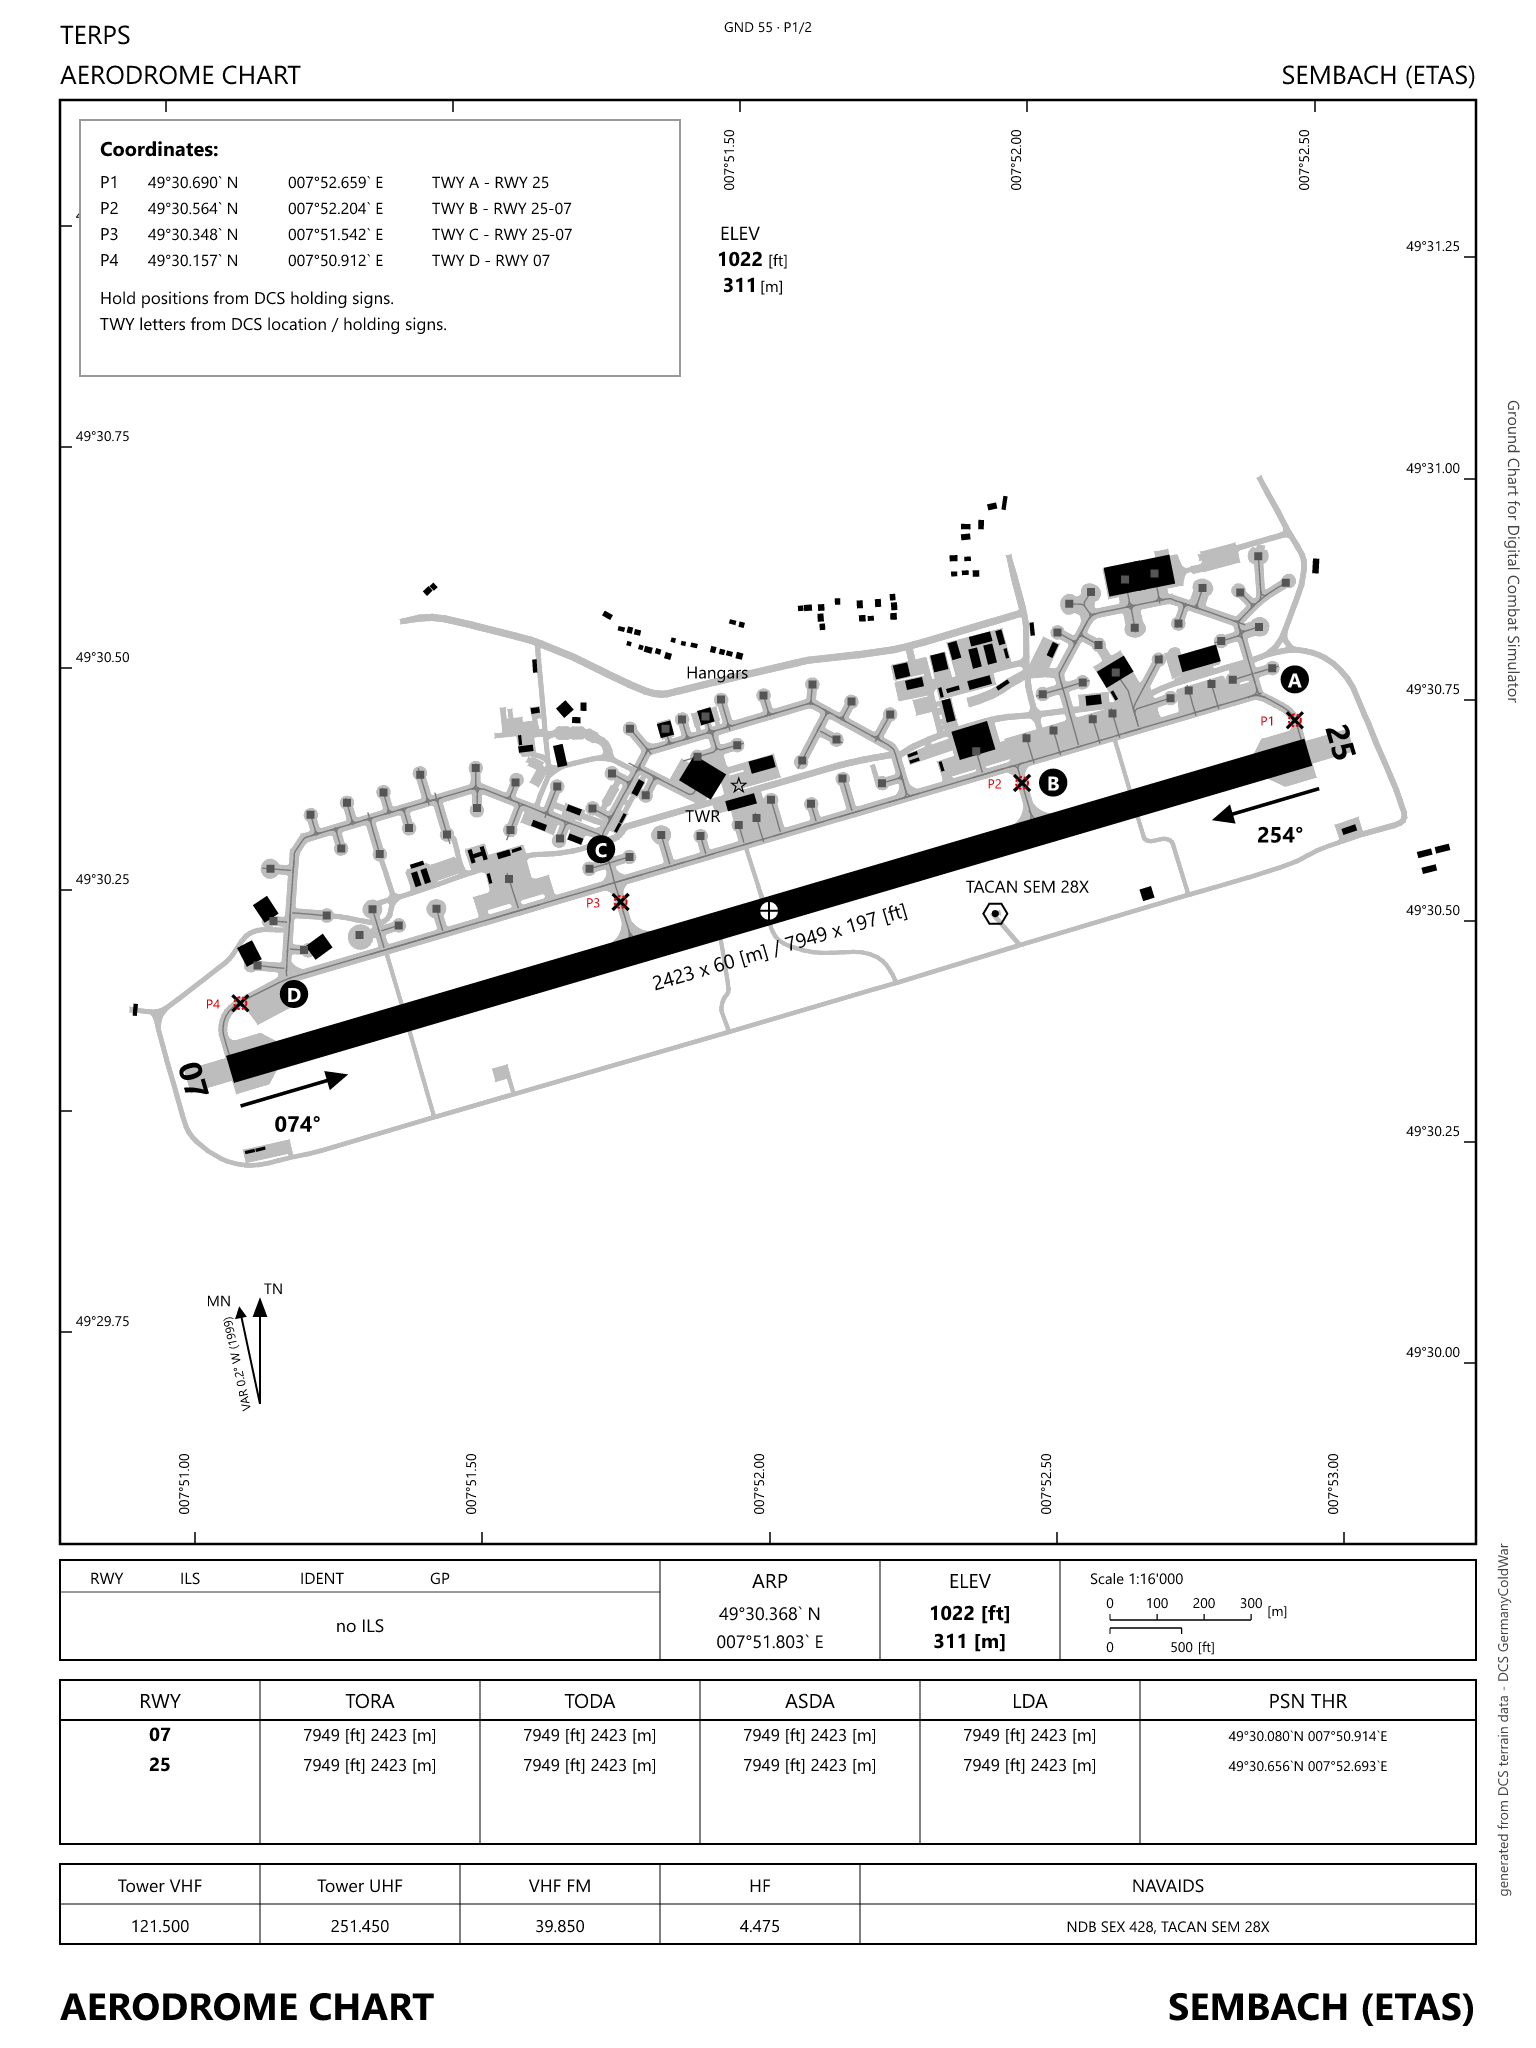 GND 55 · P1/2
TERPS
AERODROME CHART
SEMBACH (ETAS)
Coordinates:
P1 49°30.690` N 007°52.659` E TWY A - RWY 25
P2 49°30.564` N 007°52.204` E TWY B - RWY 25-07
P3 49°30.348` N 007°51.542` E TWY C - RWY 25-07
P4 49°30.157` N 007°50.912` E TWY D - RWY 07
Hold positions from DCS holding signs.
TWY letters from DCS location / holding signs.
007°51.50
007°52.00
007°52.50
ELEV
1022 [ft]
311 [m]
49°31.25
49°30.75
49°31.00
49°30.50
49°30.75
Hangars
A
P1
25
P2
B
TWR
254°
C
49°30.25
P3
TACAN SEM 28X
49°30.50
2423 x 60 [m] / 7949 x 197 [ft]
D
P4
07
074°
49°30.25
TN
MN
VAR 0.2° W (1999)
49°29.75
49°30.00
007°51.00
007°51.50
007°52.00
007°52.50
007°53.00
Ground Chart for Digital Combat Simulator
RWY ILS IDENT GP
no ILS
ARP
49°30.368` N
007°51.803` E
ELEV
1022 [ft]
311 [m]
Scale 1:16'000
0 100 200 300 [m]
0 500 [ft]
RWY TORA TODA ASDA LDA PSN THR
07 7949 [ft] 2423 [m] 7949 [ft] 2423 [m] 7949 [ft] 2423 [m] 7949 [ft] 2423 [m] 49°30.080`N 007°50.914`E
25 7949 [ft] 2423 [m] 7949 [ft] 2423 [m] 7949 [ft] 2423 [m] 7949 [ft] 2423 [m] 49°30.656`N 007°52.693`E
Tower VHF Tower UHF VHF FM HF NAVAIDS
121.500 251.450 39.850 4.475 NDB SEX 428, TACAN SEM 28X
generated from DCS terrain data - DCS GermanyColdWar
AERODROME CHART
SEMBACH (ETAS)